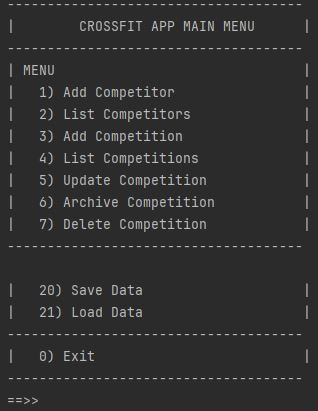 -------------------------------------
|        CROSSFIT APP MAIN MENU      |
-------------------------------------
| MENU                               |
|   1) Add Competitor                |
|   2) List Competitors              |
|   3) Add Competition               |
|   4) List Competitions             |
|   5) Update Competition            |
|   6) Archive Competition           |
|   7) Delete Competition            |
-------------------------------------
|   20) Save Data                    |
|   21) Load Data                    |
-------------------------------------
|   0) Exit                          |
-------------------------------------
==>>